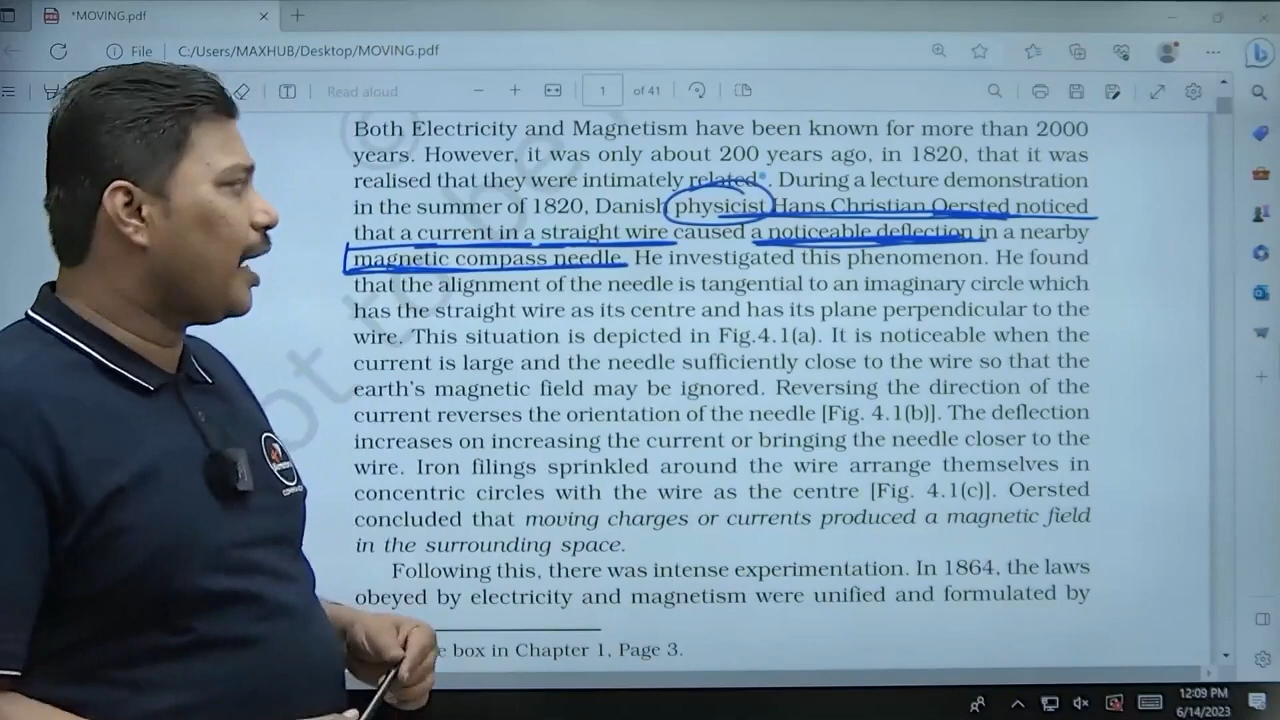 *MOVING.pdf
File C:/Users/MAXHUB/Desktop/MOVING.pdf
Read aloud 1 of 41
Both Electricity and Magnetism have been known for more than 2000
years. However, it was only about 200 years ago, in 1820, that it was
realised that they were intimately related*. During a lecture demonstration
in the summer of 1820, Danish physicist Hans Christian Oersted noticed
that a current in a straight wire caused a noticeable deflection in a nearby
magnetic compass needle. He investigated this phenomenon. He found
that the alignment of the needle is tangential to an imaginary circle which
has the straight wire as its centre and has its plane perpendicular to the
wire. This situation is depicted in Fig.4.1(a). It is noticeable when the
current is large and the needle sufficiently close to the wire so that the
earth's magnetic field may be ignored. Reversing the direction of the
current reverses the orientation of the needle [Fig. 4.1(b)]. The deflection
increases on increasing the current or bringing the needle closer to the
wire. Iron filings sprinkled around the wire arrange themselves in
concentric circles with the wire as the centre [Fig. 4.1(c)]. Oersted
concluded that moving charges or currents produced a magnetic field
in the surrounding space.
Following this, there was intense experimentation. In 1864, the laws
obeyed by electricity and magnetism were unified and formulated by
e box in Chapter 1, Page 3.
12:09 PM
6/14/2023